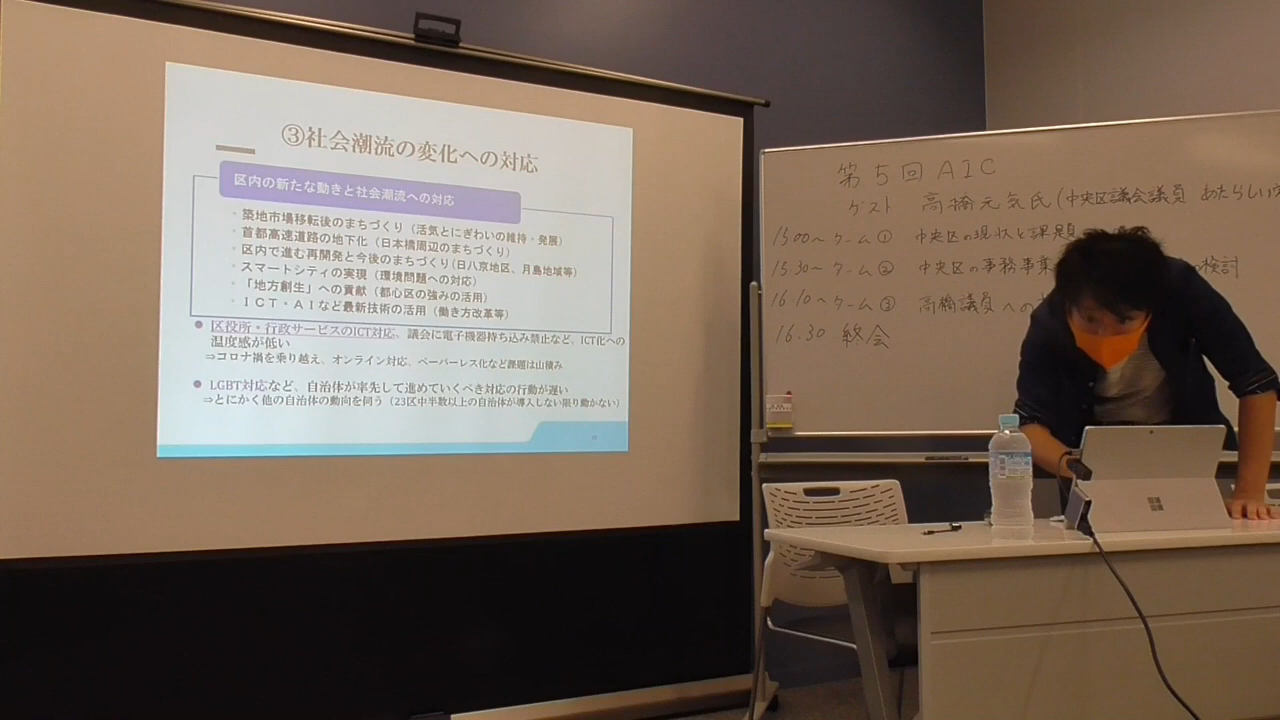 ③社会潮流の変化への対応
区内の新たな動きと社会潮流への対応
・築地市場移転後のまちづくり（活気とにぎわいの維持・発展）
・首都高速道路の地下化（日本橋周辺のまちづくり）
・区内で進む再開発と今後のまちづくり（日八京地区、月島地域等）
・スマートシティの実現（環境問題への対応）
・「地方創生」への貢献（都心区の強みの活用）
・ＩＣＴ・ＡＩなど最新技術の活用（働き方改革等）
● 区役所・行政サービスのICT対応、議会に電子機器持ち込み禁止など、ICT化への
温度感が低い
⇒コロナ禍を乗り越え、オンライン対応、ペーパーレス化など課題は山積み
● LGBT対応など、自治体が率先して進めていくべき対応の行動が遅い
⇒とにかく他の自治体の動向を伺う（23区中半数以上の自治体が導入しない限り動かない）
第5回AIC
ゲスト 高橋元気氏(中央区議会議員 あたらしい
15:00～ ターム① 中央区の現状と課題
15:30～ ターム② 中央区の事務事業 の検討
16:10～ ターム③ 高橋議員への
16:30 終会